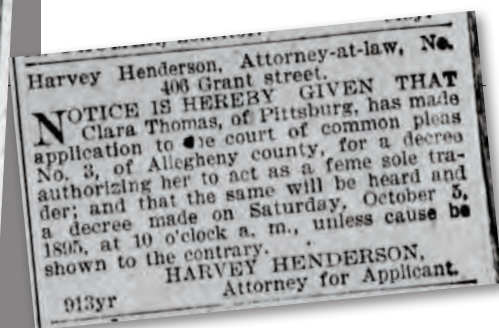 Harvey Henderson, Attorney-at-law, No.
406 Grant street.
NOTICE IS HEREBY GIVEN THAT
Clara Thomas, of Pittsburg, has made
application to the court of common pleas
No. 3, of Allegheny county, for a decree
authorizing her to act as a feme sole tra-
der; and that the same will be heard and
a decree made on Saturday, October 5,
1895, at 10 o'clock a. m., unless cause be
shown to the contrary.
HARVEY HENDERSON,
Attorney for Applicant.
913yr